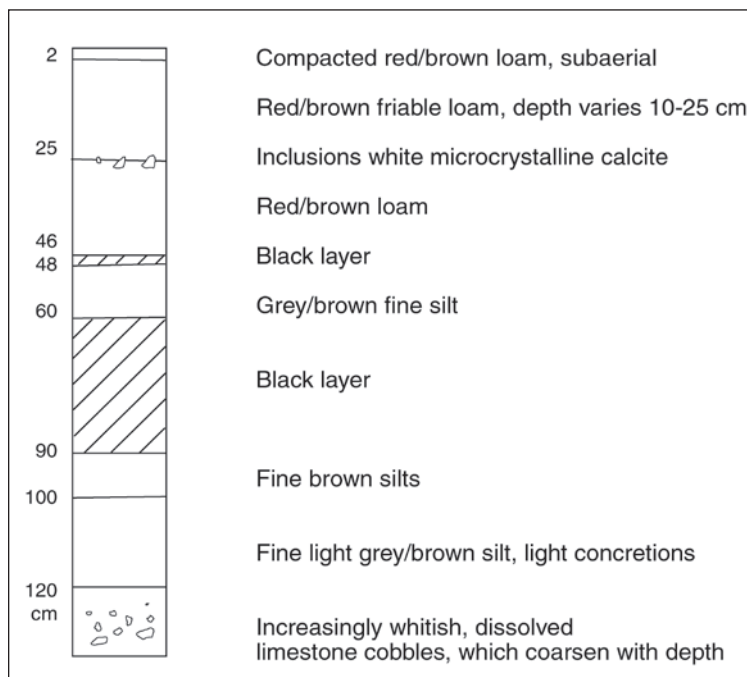 2 Compacted red/brown loam, subaerial
Red/brown friable loam, depth varies 10-25 cm
25 Inclusions white microcrystalline calcite
Red/brown loam
46
Black layer
48
60 Grey/brown fine silt
Black layer
90
Fine brown silts
100
Fine light grey/brown silt, light concretions
120
cm
Increasingly whitish, dissolved
limestone cobbles, which coarsen with depth